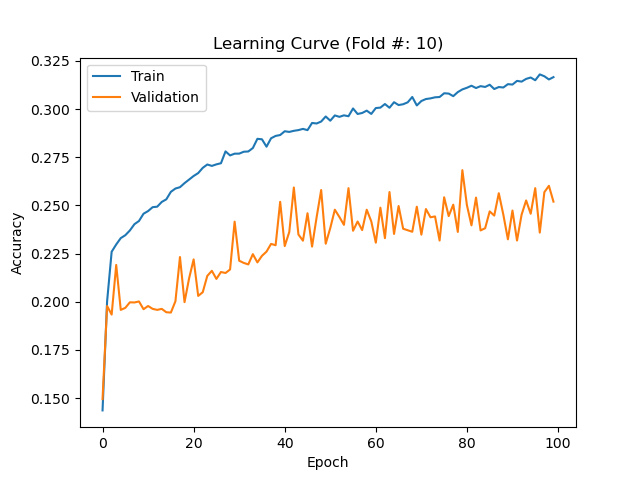 Learning Curve (Fold #: 10)
Train
Validation
0.325
0.300
0.275
0.250
0.225
0.200
0.175
0.150
Accuracy
0 20 40 60 80 100
Epoch